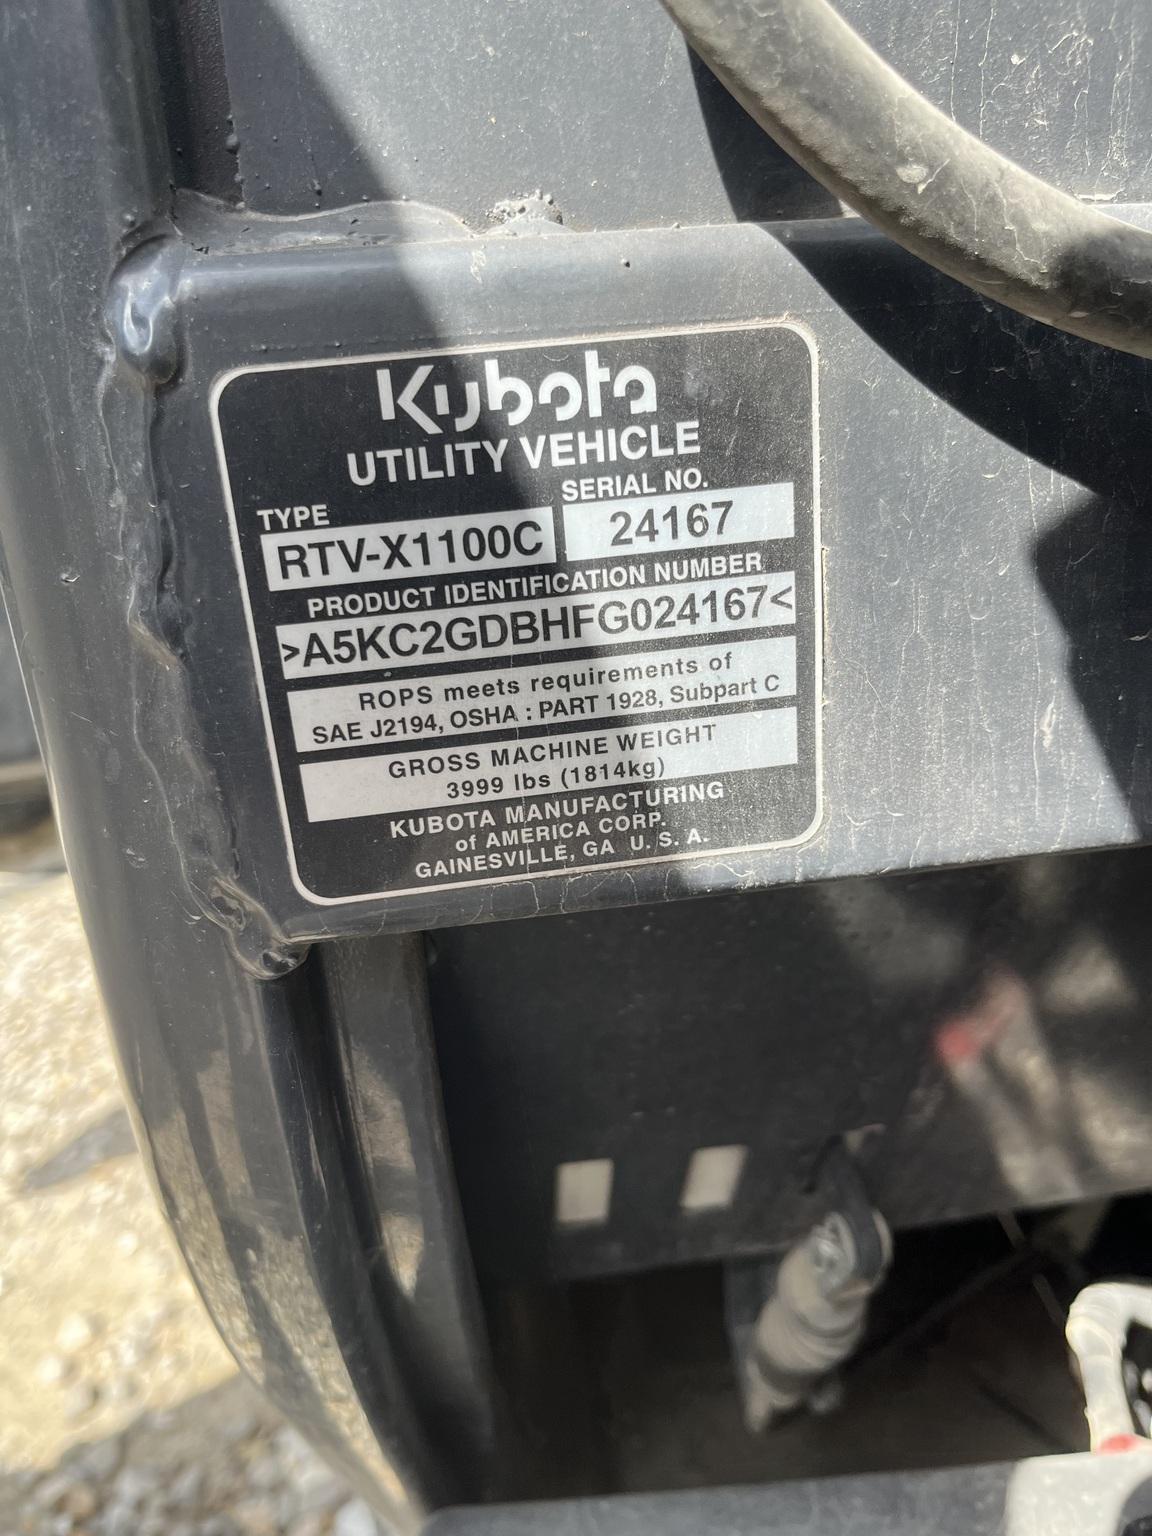 Kubota
UTILITY VEHICLE
TYPE
SERIAL NO.
RTV-X1100C
24167
PRODUCT IDENTIFICATION NUMBER
>A5KC2GDBHFG024167<
ROPS meets requirements of
SAE J2194, OSHA : PART 1928, Subpart C
GROSS MACHINE WEIGHT
3999 lbs (1814kg)
KUBOTA MANUFACTURING
of AMERICA CORP.
GAINESVILLE, GA U. S. A.